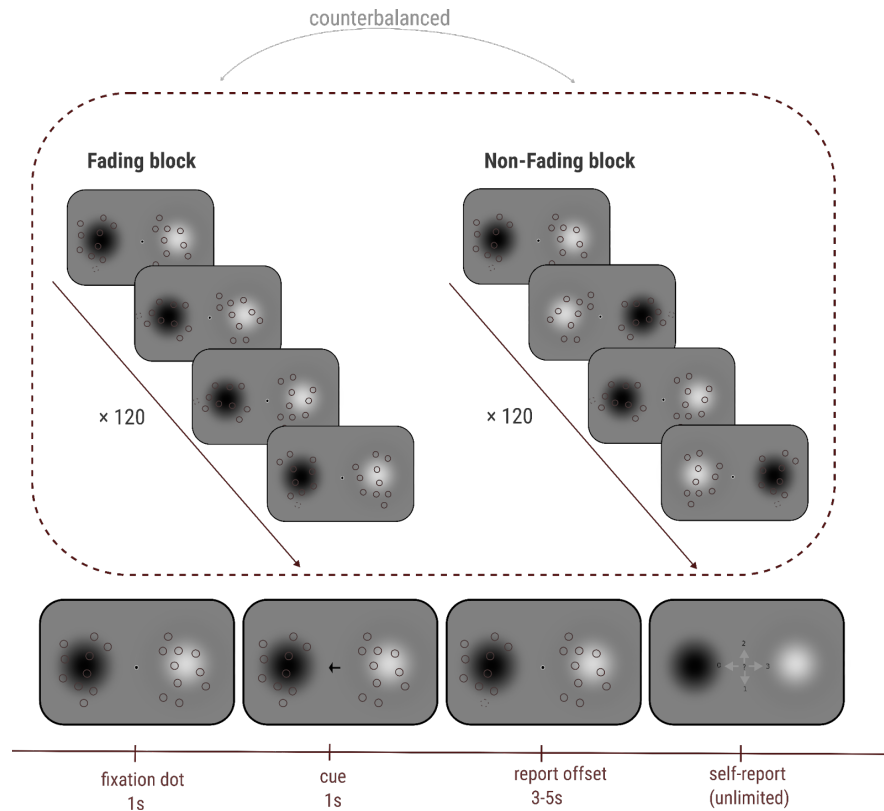 counterbalanced
Fading block
Non-Fading block
× 120
× 120
2
0 ? 3
1
fixation dot
1s
cue
1s
report offset
3-5s
self-report
(unlimited)